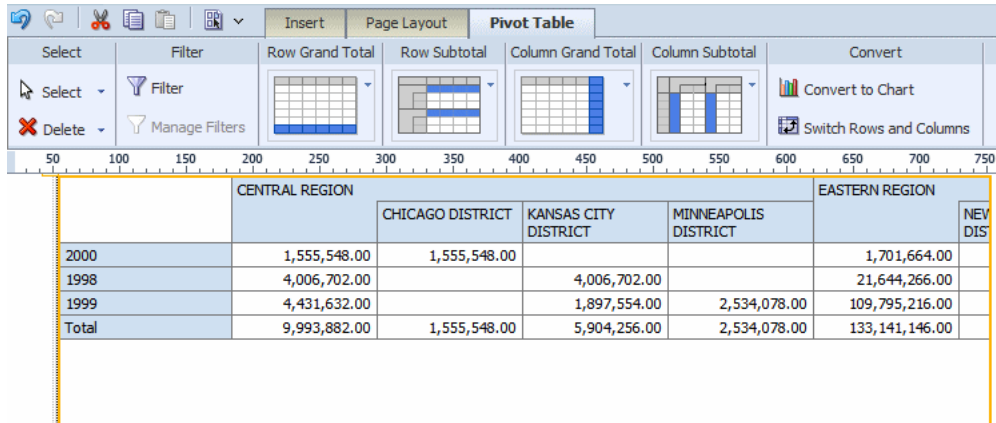 Insert Page Layout Pivot Table
Select Filter Row Grand Total Row Subtotal Column Grand Total Column Subtotal Convert
Select Filter Convert to Chart
Delete Manage Filters Switch Rows and Columns
50 100 150 200 250 300 350 400 450 500 550 600 650 700 750
CENTRAL REGION EASTERN REGION
CHICAGO DISTRICT KANSAS CITY DISTRICT MINNEAPOLIS DISTRICT
2000 1,555,548.00 1,555,548.00 1,701,664.00
1998 4,006,702.00 4,006,702.00 21,644,266.00
1999 4,431,632.00 1,897,554.00 2,534,078.00 109,795,216.00
Total 9,993,882.00 1,555,548.00 5,904,256.00 2,534,078.00 133,141,146.00